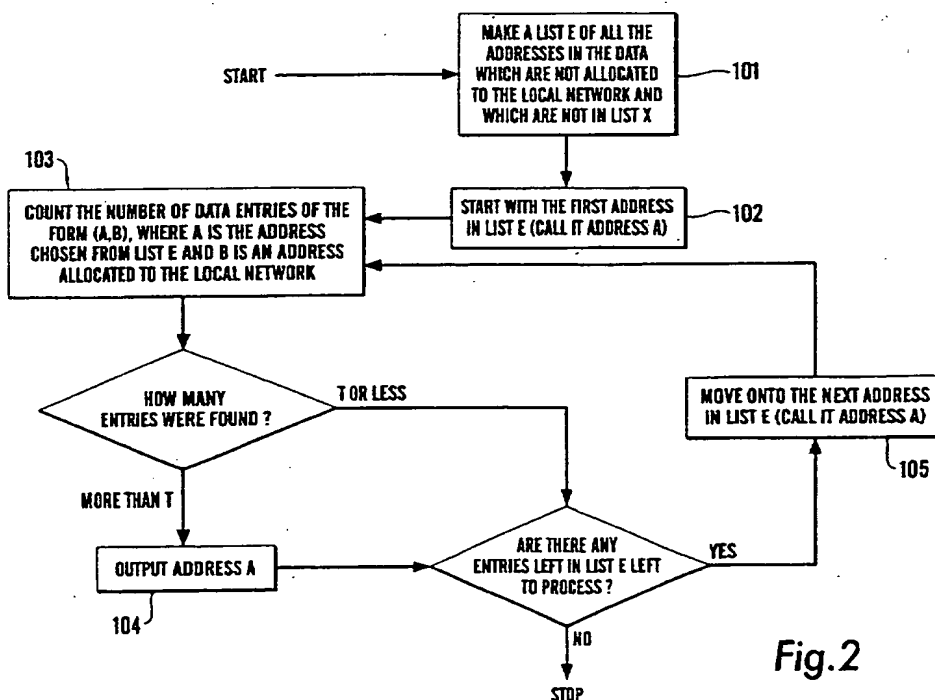 MAKE A LIST E OF ALL THE
ADDRESSES IN THE DATA
WHICH ARE NOT ALLOCATED
TO THE LOCAL NETWORK AND
WHICH ARE NOT IN LIST X
101
START
103
COUNT THE NUMBER OF DATA ENTRIES OF THE
FORM (A,B), WHERE A IS THE ADDRESS
CHOSEN FROM LIST E AND B IS AN ADDRESS
ALLOCATED TO THE LOCAL NETWORK
START WITH THE FIRST ADDRESS
IN LIST E (CALL IT ADDRESS A)
102
HOW MANY
ENTRIES WERE FOUND ?
T OR LESS
MOVE ONTO THE NEXT ADDRESS
IN LIST E (CALL IT ADDRESS A)
105
MORE THAN T
OUTPUT ADDRESS A
104
ARE THERE ANY
ENTRIES LEFT IN LIST E LEFT
TO PROCESS ?
YES
NO
STOP
Fig.2